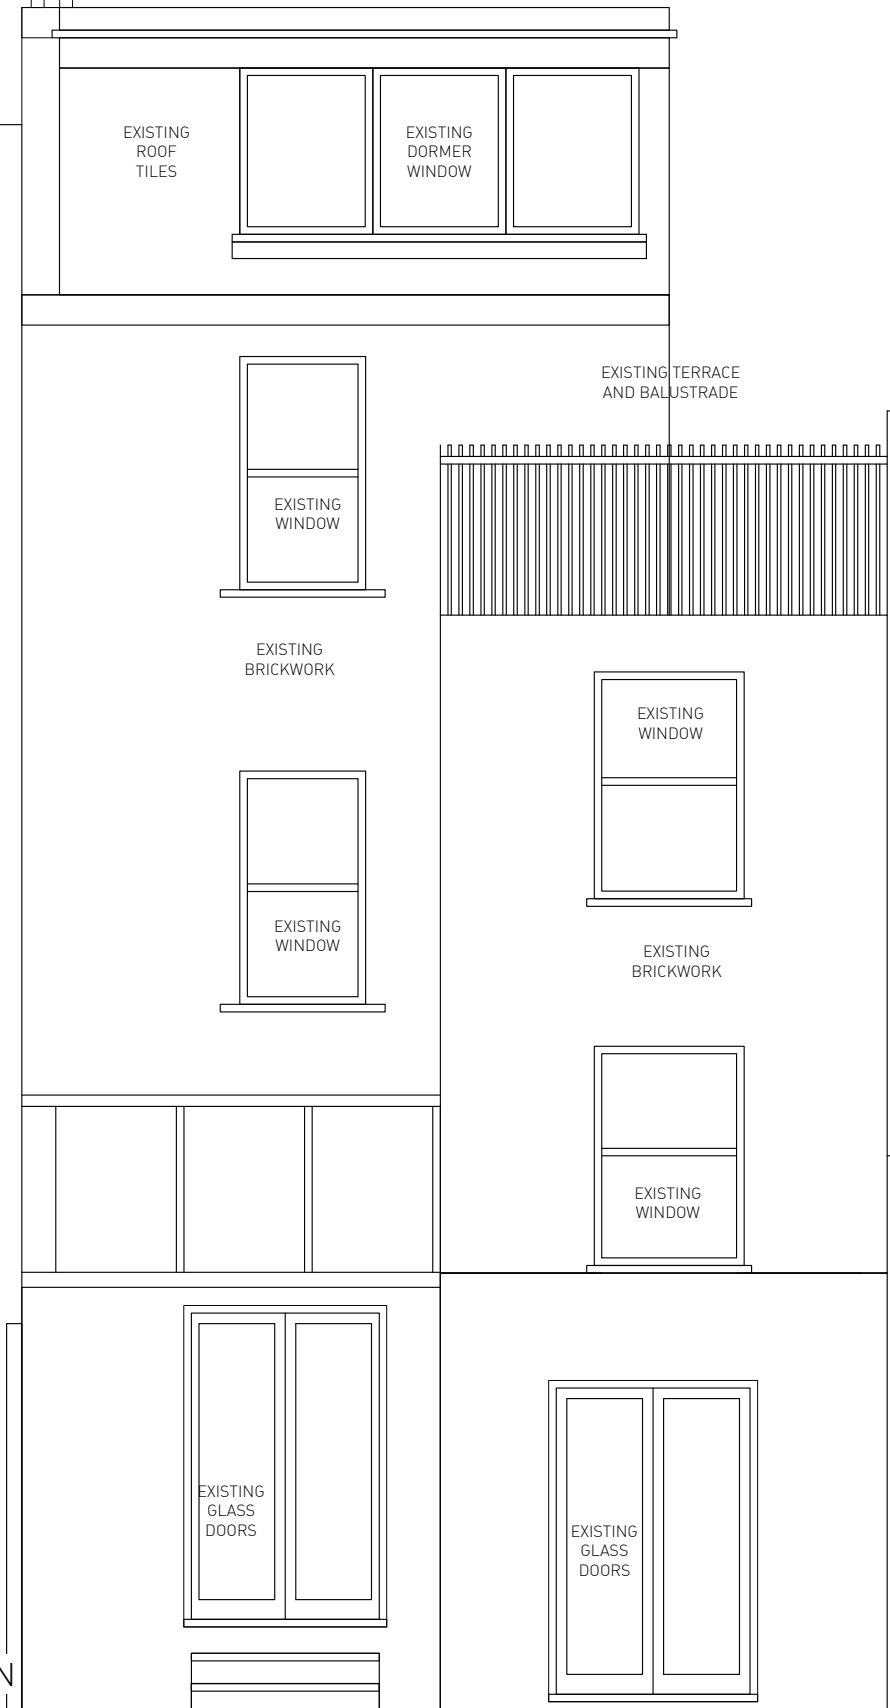 EXISTING
ROOF
TILES
EXISTING
DORMER
WINDOW
EXISTING TERRACE
AND BALUSTRADE
EXISTING
WINDOW
EXISTING
BRICKWORK
EXISTING
WINDOW
EXISTING
WINDOW
EXISTING
BRICKWORK
EXISTING
WINDOW
EXISTING
GLASS
DOORS
EXISTING
GLASS
DOORS
N